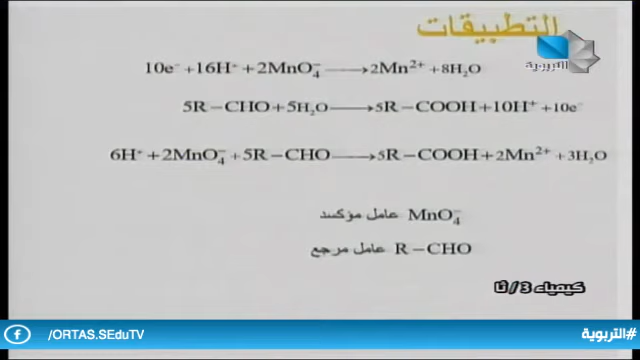 التطبيقات
التربوية
10e⁻ +16H⁺ +2MnO₄⁻ ⟶2Mn²⁺ +8H₂O
5R−CHO+5H₂O⟶5R−COOH+10H⁺ +10e⁻
6H⁺ +2MnO₄⁻ +5R−CHO⟶5R−COOH+2Mn²⁺ +3H₂O
MnO₄⁻ عامل مؤكسد
R−CHO عامل مرجع
كيمياء 3/ثا
/ORTAS.SEduTV
#التربوية